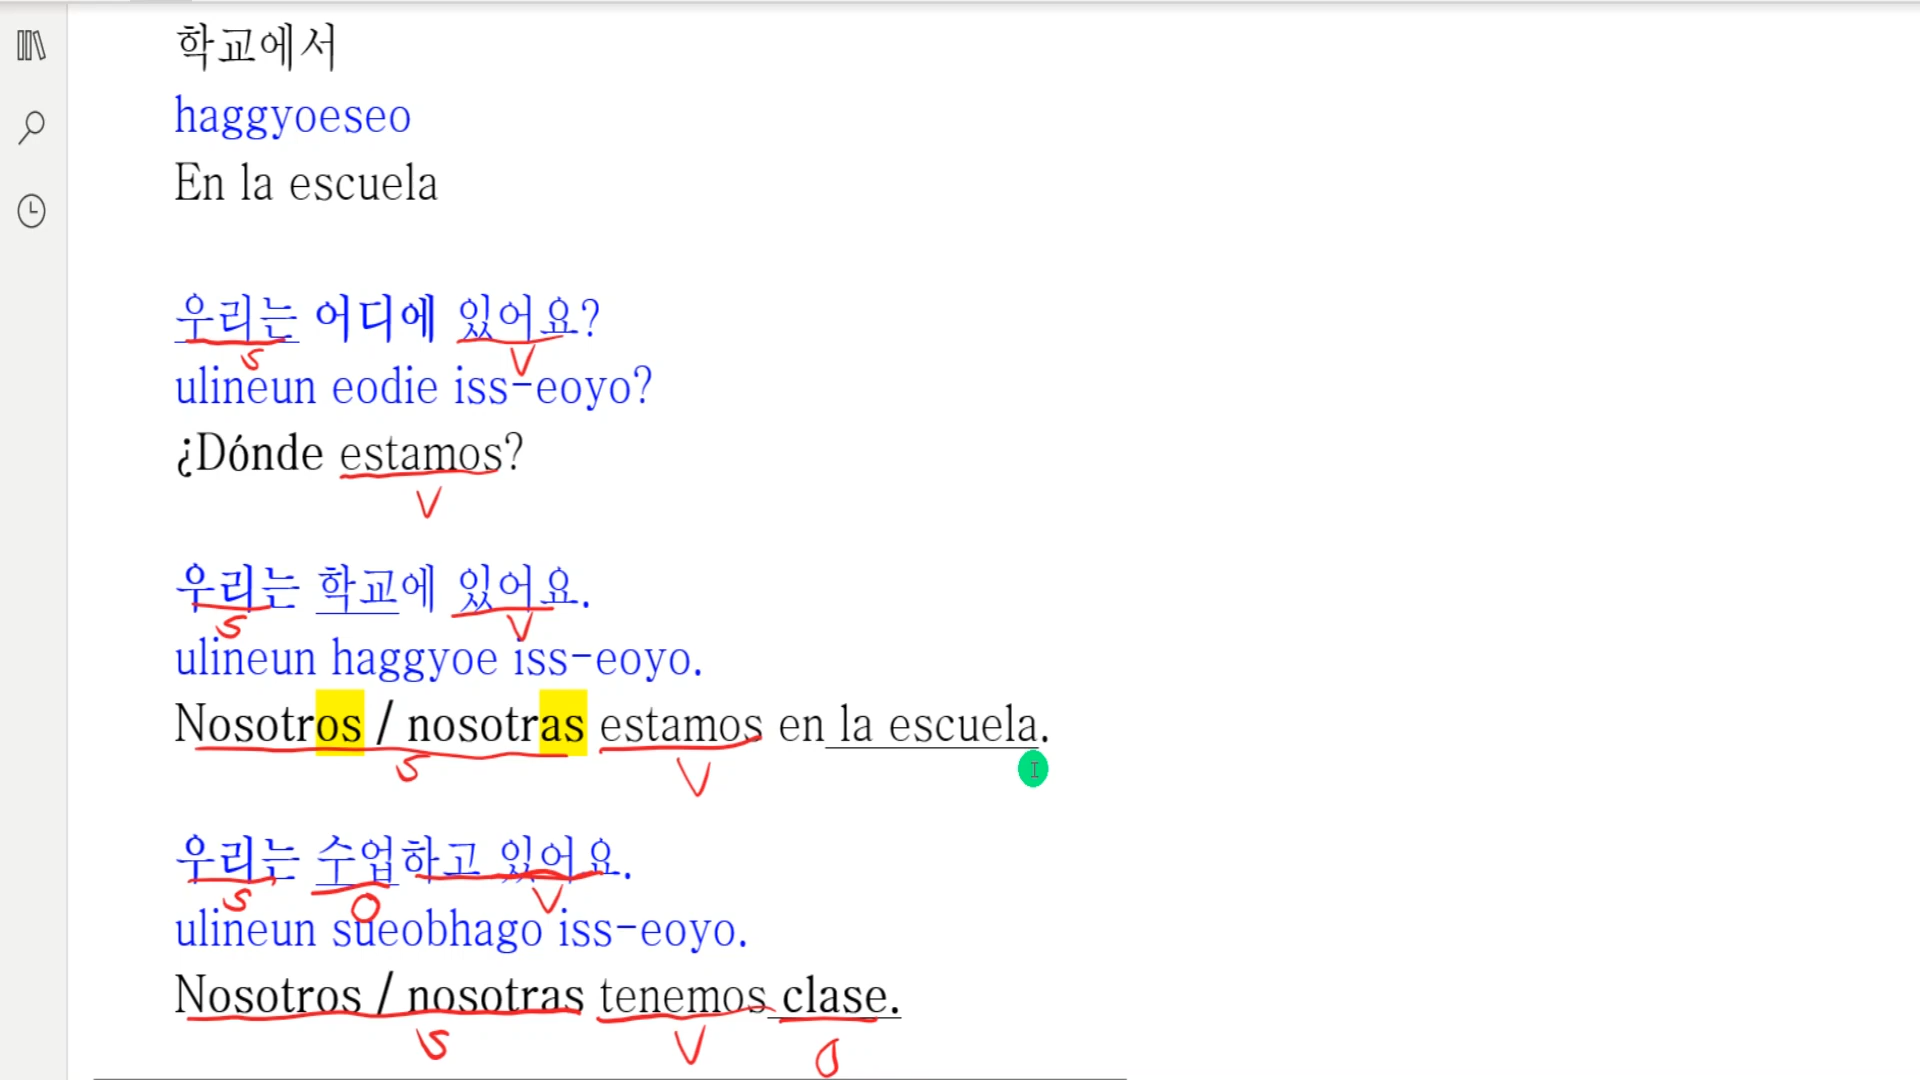 학교에서
haggyoeseo
En la escuela
우리는 어디에 있어요?
S V
ulineun eodie iss-eoyo?
¿Dónde estamos?
V
우리는 학교에 있어요.
S V
ulineun haggyoe iss-eoyo.
Nosotros / nosotras estamos en la escuela.
S V
우리는 수업하고 있어요.
S O V
ulineun sueobhago iss-eoyo.
Nosotros / nosotras tenemos clase.
S V O